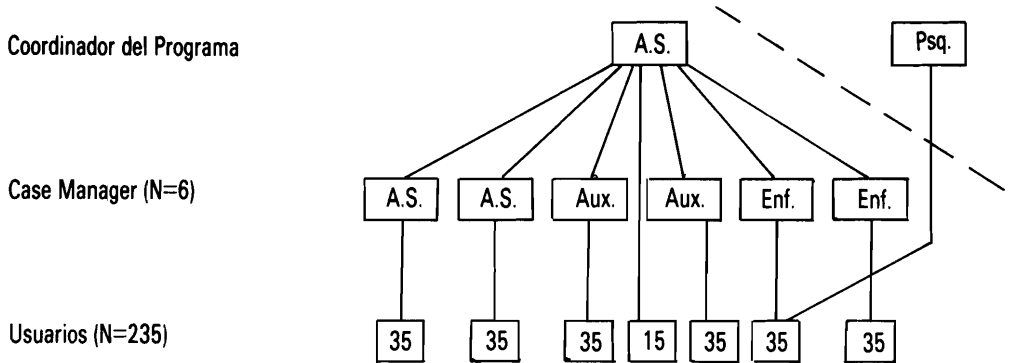 Coordinador del Programa A.S. Psq.
Case Manager (N=6) A.S. A.S. Aux. Aux. Enf. Enf.
Usuarios (N=235) 35 35 35 15 35 35 35